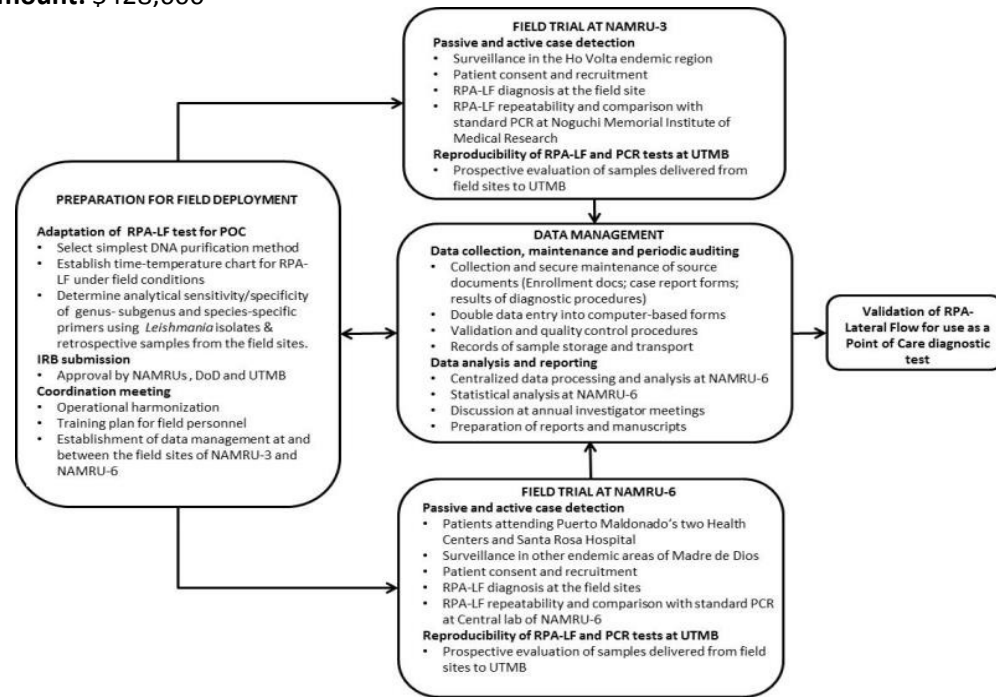 mount: $428,000
FIELD TRIAL AT NAMRU-3
Passive and active case detection
• Surveillance in the Ho Volta endemic region
• Patient consent and recruitment
• RPA-LF diagnosis at the field site
• RPA-LF repeatability and comparison with
standard PCR at Noguchi Memorial Institute of
Medical Research
Reproducibility of RPA-LF and PCR tests at UTMB
• Prospective evaluation of samples delivered from
field sites to UTMB
PREPARATION FOR FIELD DEPLOYMENT
Adaptation of RPA-LF test for POC
• Select simplest DNA purification method
• Establish time-temperature chart for RPA-
LF under field conditions
• Determine analytical sensitivity/specificity
of genus- subgenus and species-specific
primers using Leishmania isolates &
retrospective samples from the field sites.
IRB submission
• Approval by NAMRUs, DoD and UTMB
Coordination meeting
• Operational harmonization
• Training plan for field personnel
• Establishment of data management at and
between the field sites of NAMRU-3 and
NAMRU-6
DATA MANAGEMENT
Data collection, maintenance and periodic auditing
• Collection and secure maintenance of source
documents (Enrollment docs; case report forms;
results of diagnostic procedures)
• Double data entry into computer-based forms
• Validation and quality control procedures
• Records of sample storage and transport
Data analysis and reporting
• Centralized data processing and analysis at NAMRU-6
• Statistical analysis at NAMRU-6
• Discussion at annual investigator meetings
• Preparation of reports and manuscripts
Validation of RPA-
Lateral Flow for use as a
Point of Care diagnostic
test
FIELD TRIAL AT NAMRU-6
Passive and active case detection
• Patients attending Puerto Maldonado's two Health
Centers and Santa Rosa Hospital
• Surveillance in other endemic areas of Madre de Dios
• Patient consent and recruitment
• RPA-LF diagnosis at the field sites
• RPA-LF repeatability and comparison with standard PCR
at Central lab of NAMRU-6
Reproducibility of RPA-LF and PCR tests at UTMB
• Prospective evaluation of samples delivered from field
sites to UTMB